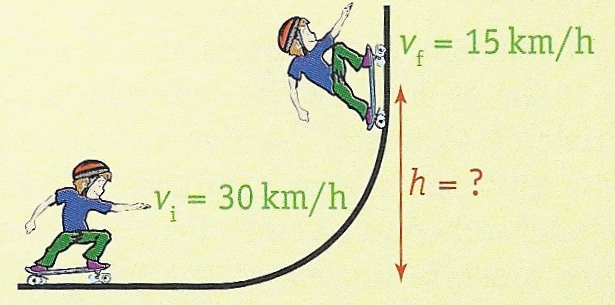 v_f = 15 km/h
v_i = 30 km/h
h = ?